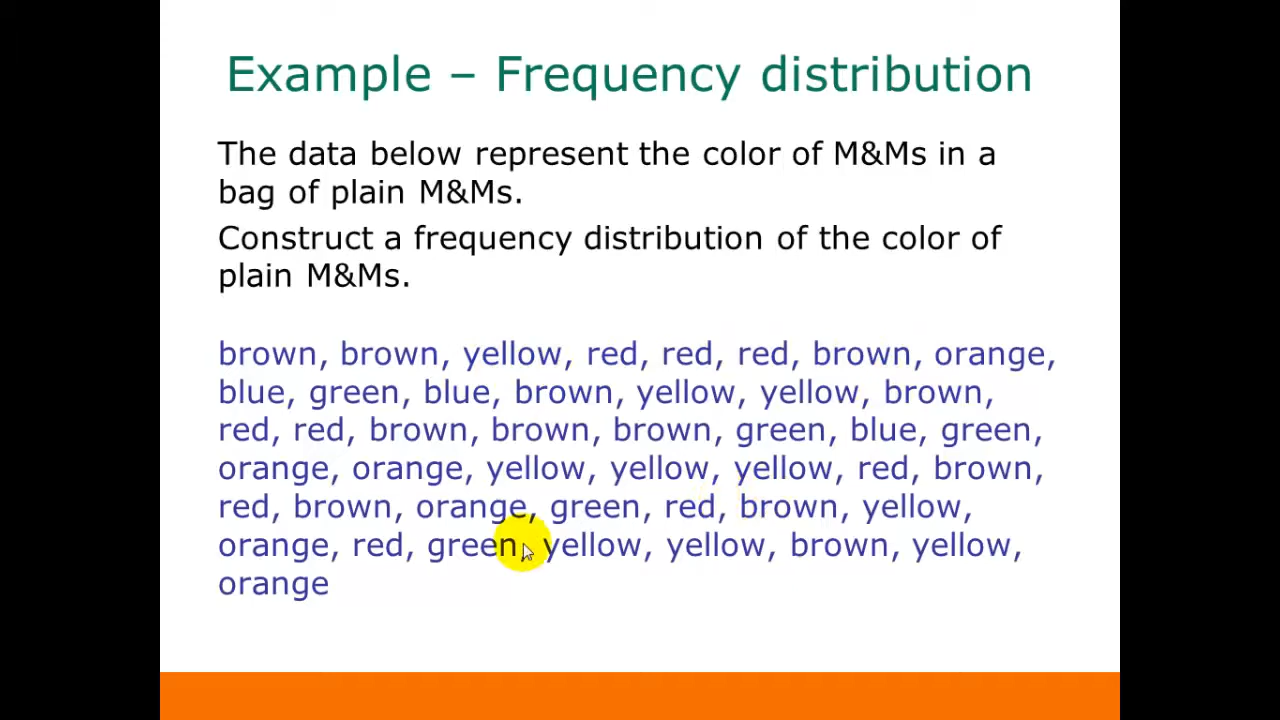 Example – Frequency distribution
The data below represent the color of M&Ms in a
bag of plain M&Ms.
Construct a frequency distribution of the color of
plain M&Ms.
brown, brown, yellow, red, red, red, brown, orange,
blue, green, blue, brown, yellow, yellow, brown,
red, red, brown, brown, brown, green, blue, green,
orange, orange, yellow, yellow, yellow, red, brown,
red, brown, orange, green, red, brown, yellow,
orange, red, green, yellow, yellow, brown, yellow,
orange